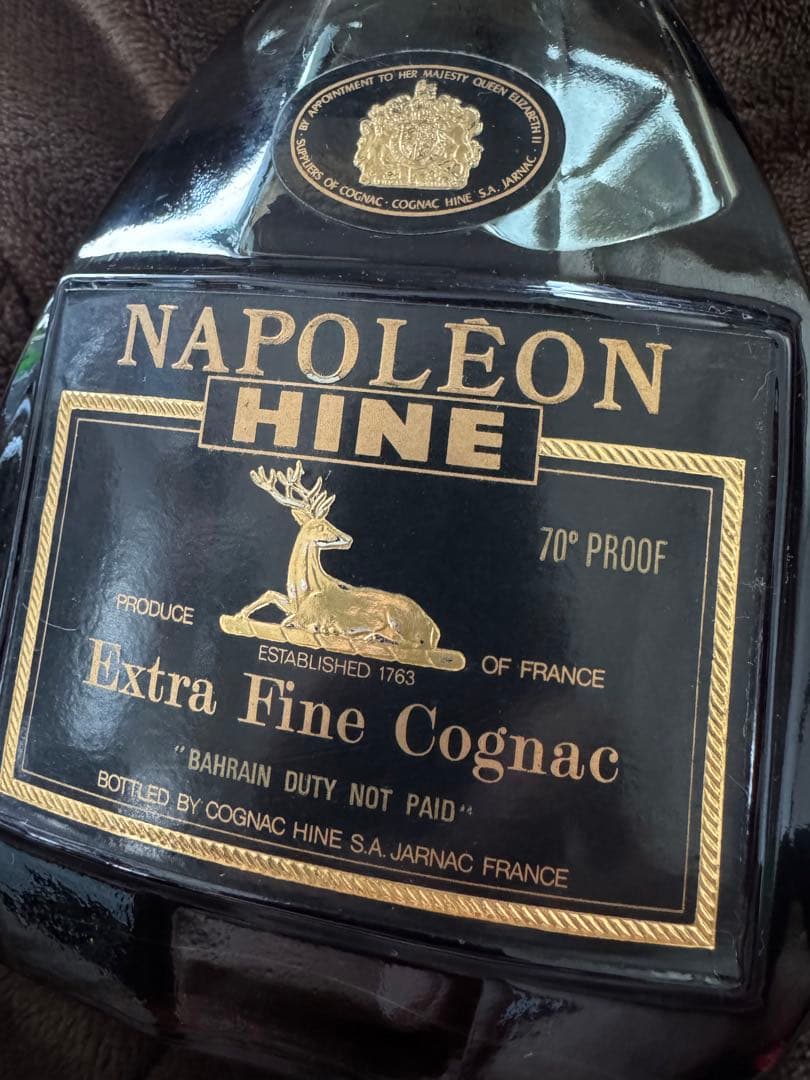 · BY APPOINTMENT TO HER MAJESTY QUEEN ELIZABETH II ·
SUPPLIERS OF COGNAC · COGNAC HINE S.A. JARNAC.
NAPOLÊON
HINE
70° PROOF
PRODUCE
OF FRANCE
ESTABLISHED 1763
Extra Fine Cognac
"BAHRAIN DUTY NOT PAID"
BOTTLED BY COGNAC HINE S.A. JARNAC FRANCE